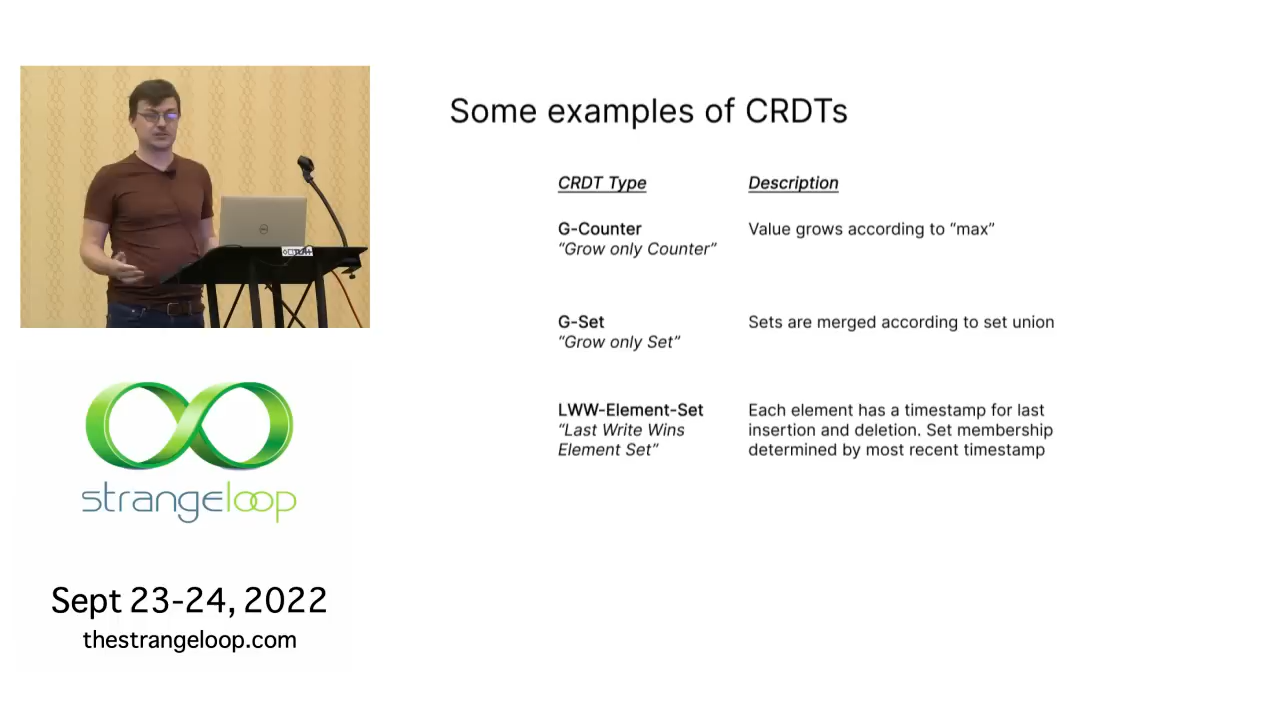 Some examples of CRDTs
CRDT Type
Description
G-Counter
"Grow only Counter"
Value grows according to "max"
G-Set
"Grow only Set"
Sets are merged according to set union
LWW-Element-Set
"Last Write Wins
Element Set"
Each element has a timestamp for last
insertion and deletion. Set membership
determined by most recent timestamp
strangeloop
Sept 23-24, 2022
thestrangeloop.com